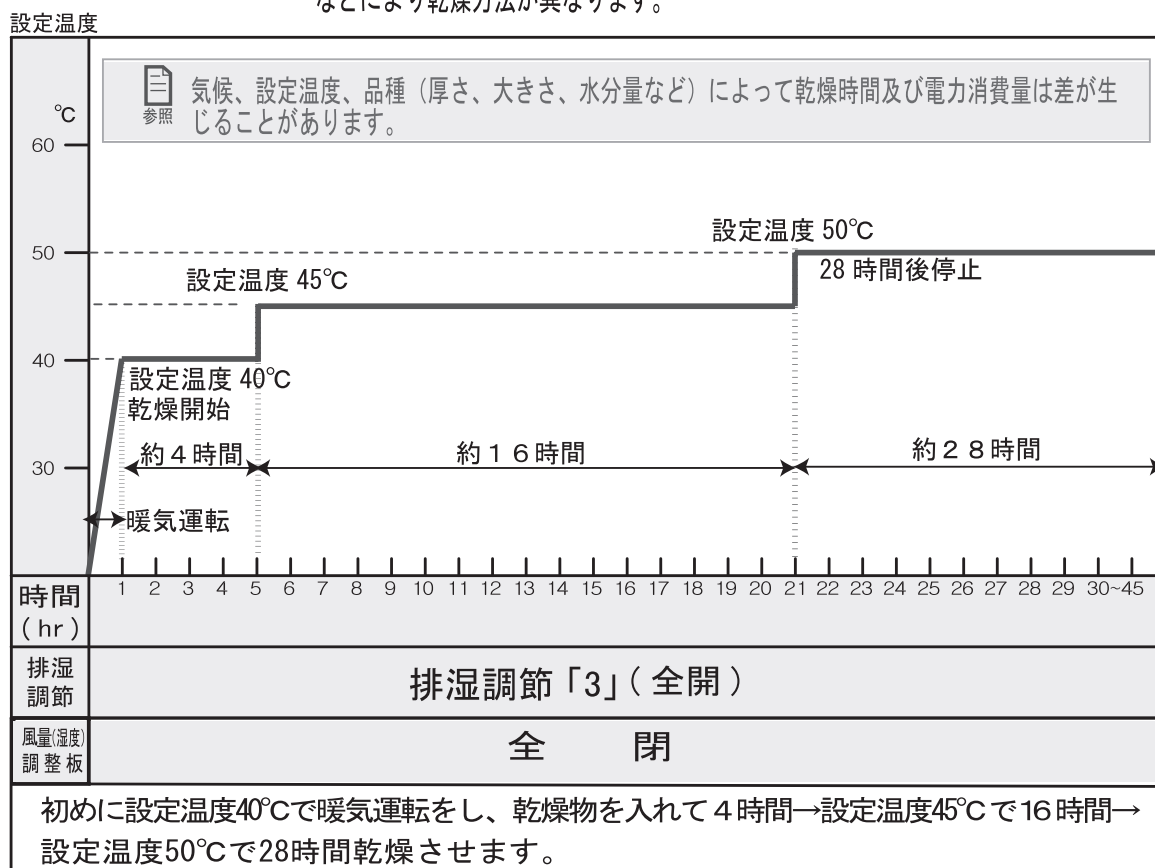 などにより乾燥方法が異なります。
設定温度
℃
参照
気候、設定温度、品種（厚さ、大きさ、水分量など）によって乾燥時間及び電力消費量は差が生
じることがあります。
60
50
40
30
設定温度 50℃
28 時間後停止
設定温度 45℃
設定温度 40℃
乾燥開始
約４時間
約１６時間
約２８時間
暖気運転
時間
(hr)
1 2 3 4 5 6 7 8 9 10 11 12 13 14 15 16 17 18 19 20 21 22 23 24 25 26 27 28 29 30~45
排湿
調節
排湿調節「3」(全開)
風量(湿度)
調整板
全　閉
初めに設定温度40℃で暖気運転をし、乾燥物を入れて４時間→設定温度45℃で16時間→
設定温度50℃で28時間乾燥させます。